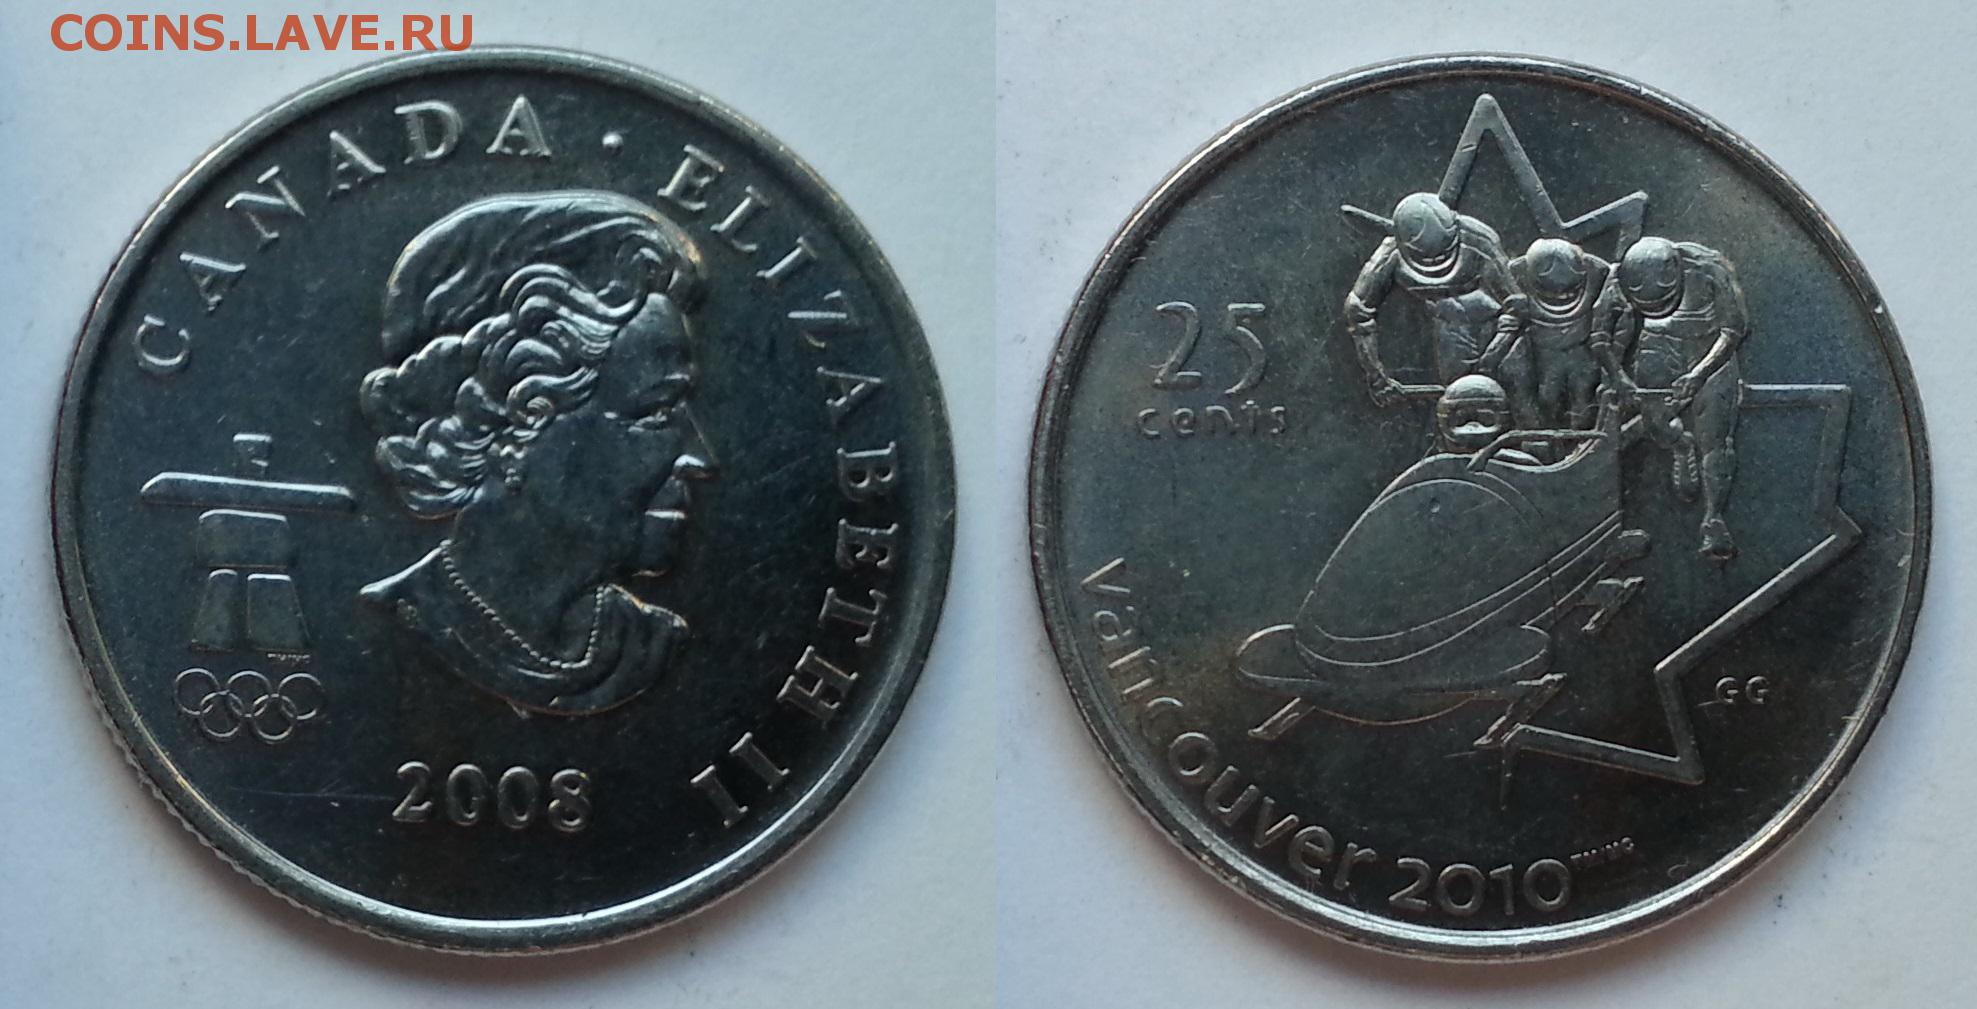 COINS.LAVE.RU
CANADA · ELIZABETH II
2008
25
cents
vancouver 2010
GG